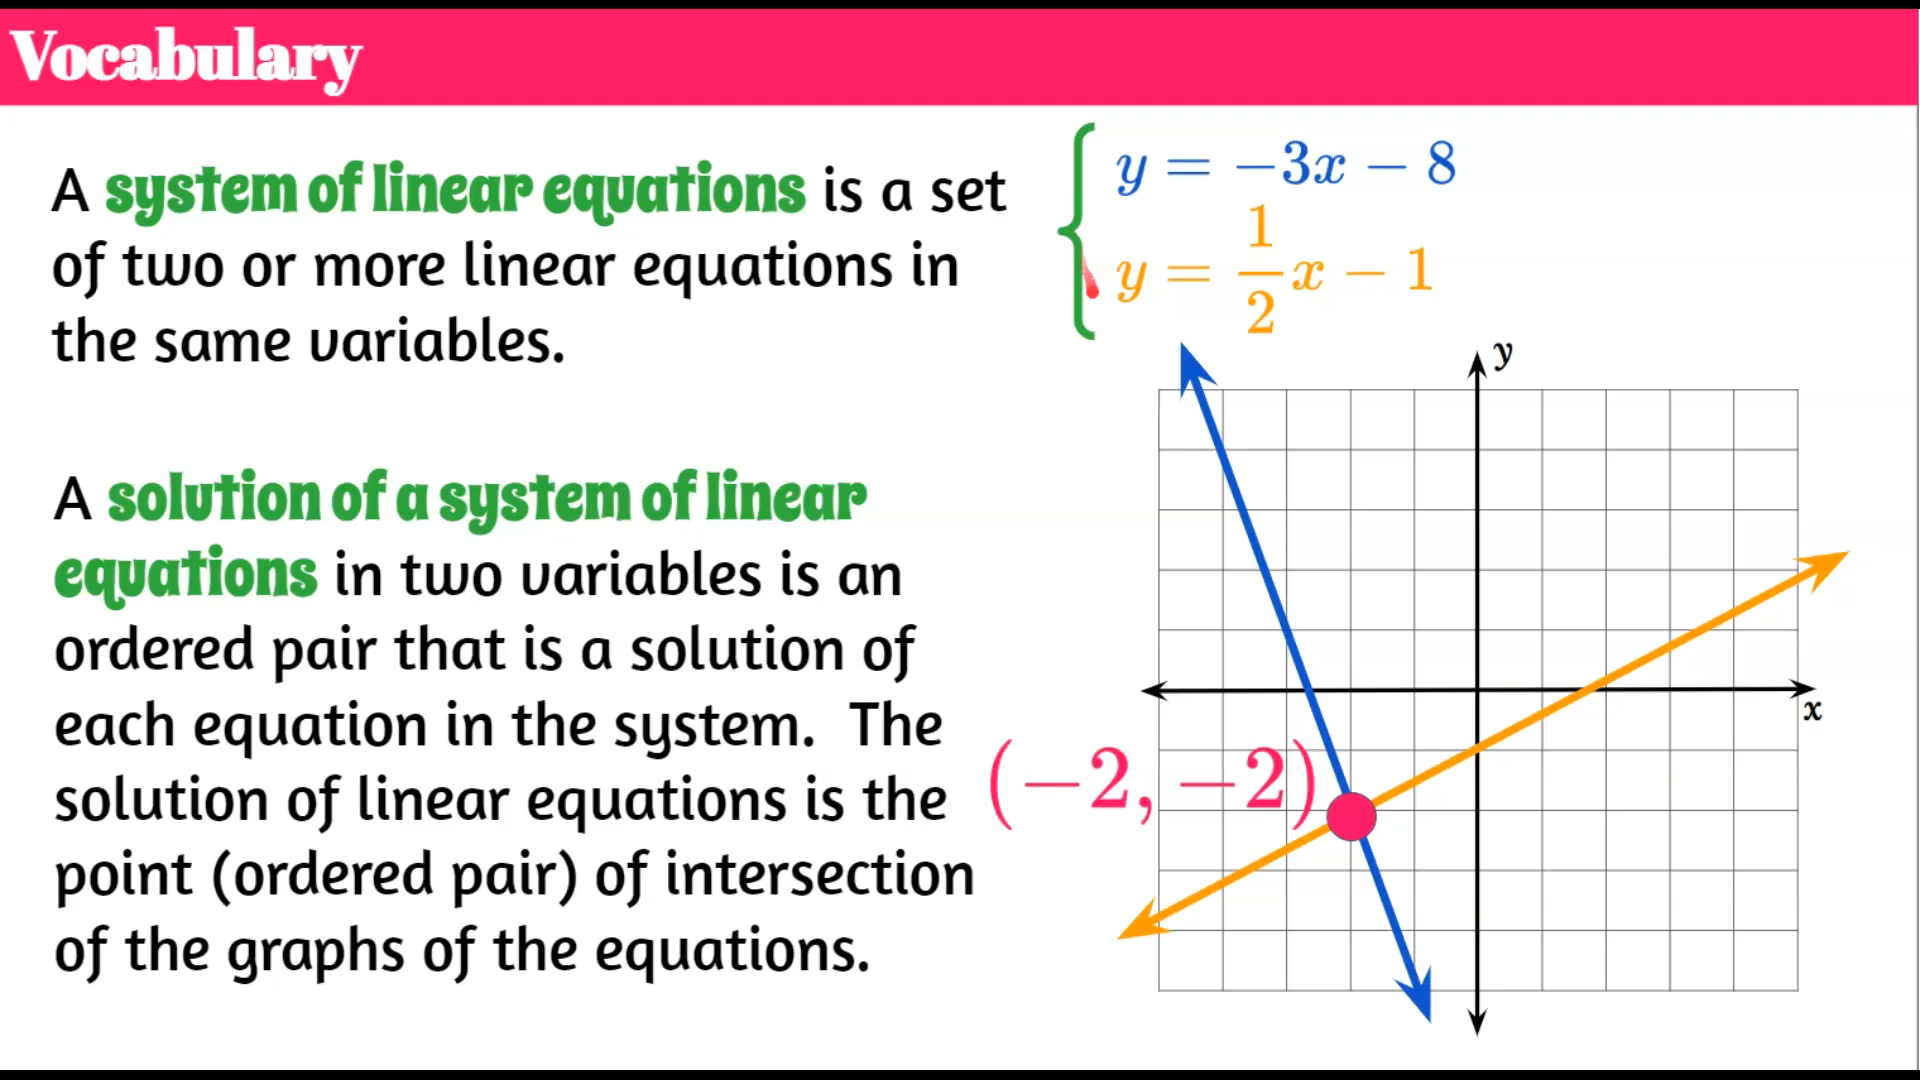 Vocabulary
A system of linear equations is a set
of two or more linear equations in
the same variables.
A solution of a system of linear
equations in two variables is an
ordered pair that is a solution of
each equation in the system. The
solution of linear equations is the
point (ordered pair) of intersection
of the graphs of the equations.
y = −3x − 8
y = 1/2 x − 1
y
x
(−2, −2)